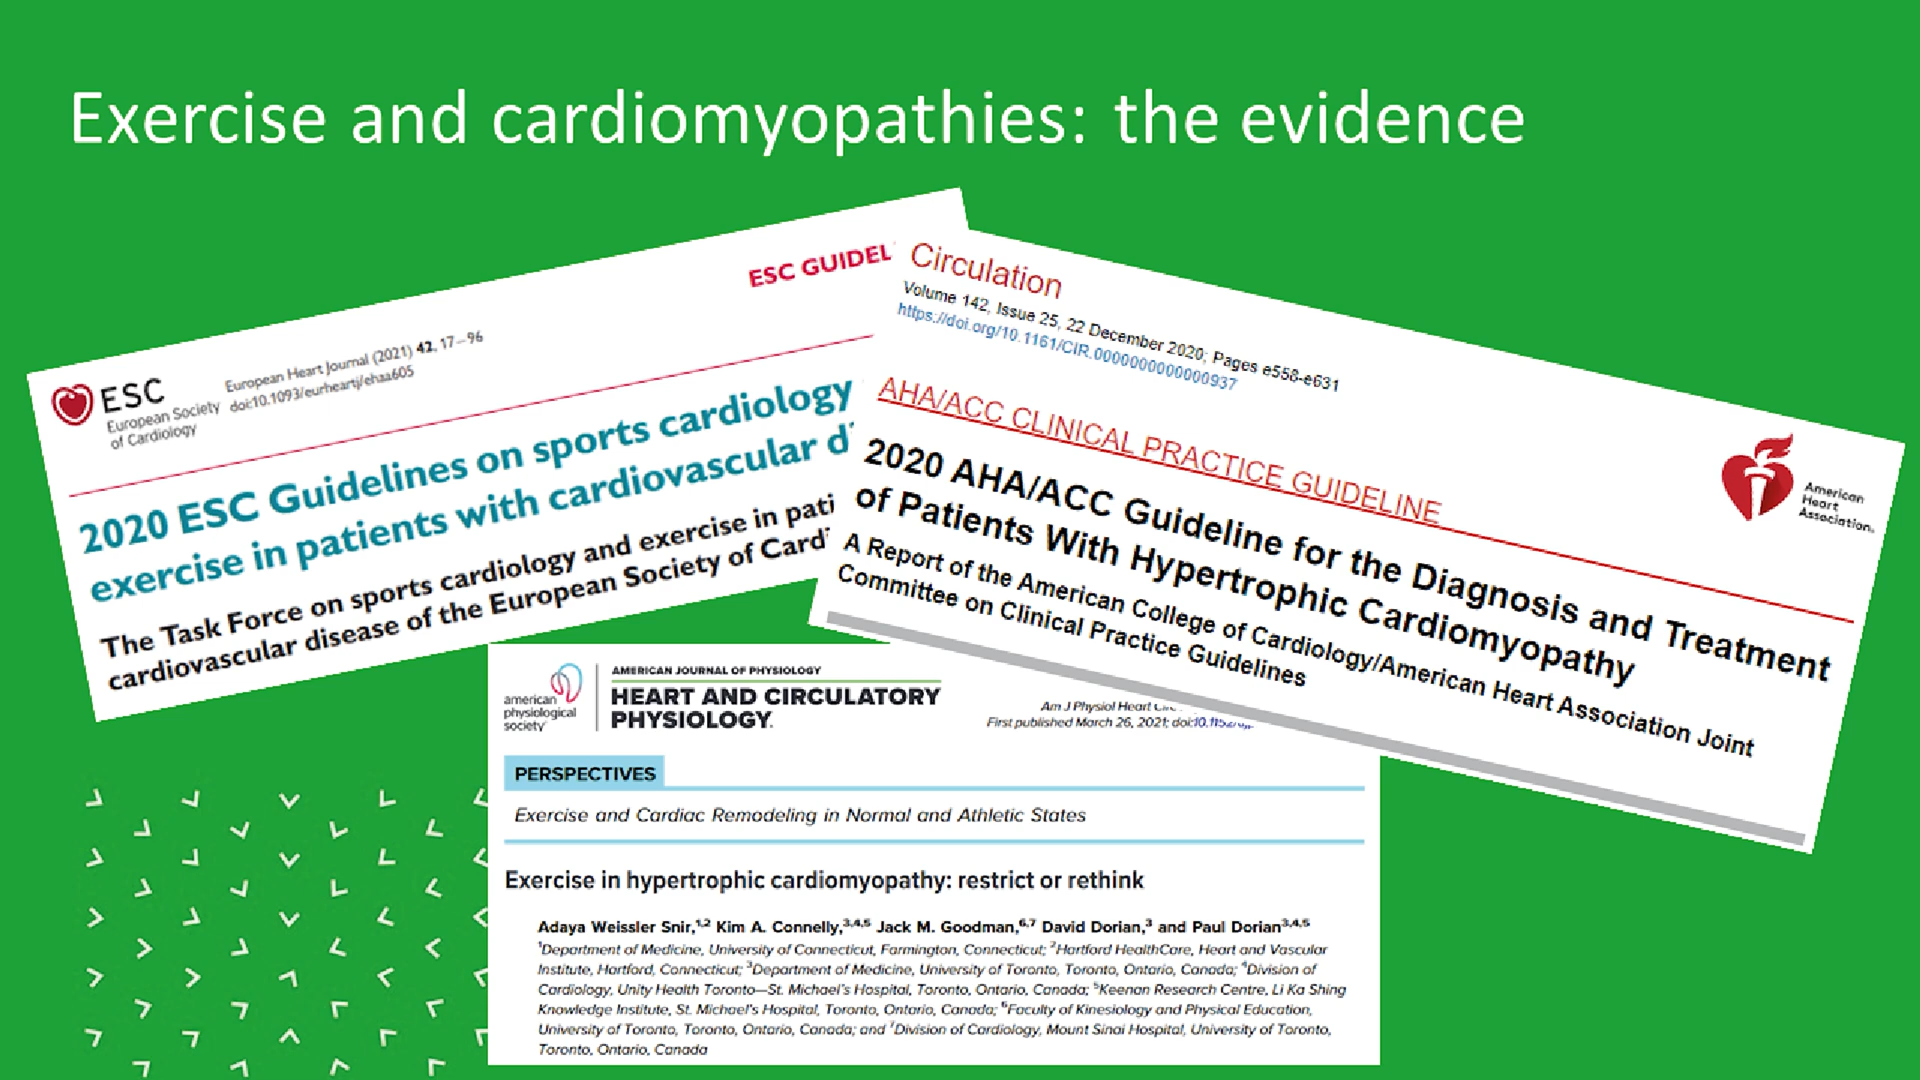 Exercise and cardiomyopathies: the evidence
ESC GUIDEL
ESC
European Society
of Cardiology
European Heart Journal (2021) 42, 17–96
doi:10.1093/eurheartj/ehaa605
2020 ESC Guidelines on sports cardiology
exercise in patients with cardiovascular d
The Task Force on sports cardiology and exercise in pati
cardiovascular disease of the European Society of Cardi
Circulation
Volume 142, Issue 25, 22 December 2020; Pages e558-e631
https://doi.org/10.1161/CIR.0000000000000937
AHA/ACC CLINICAL PRACTICE GUIDELINE
American
Heart
Association.
2020 AHA/ACC Guideline for the Diagnosis and Treatment
of Patients With Hypertrophic Cardiomyopathy
A Report of the American College of Cardiology/American Heart Association Joint
Committee on Clinical Practice Guidelines
american
physiological
society
AMERICAN JOURNAL OF PHYSIOLOGY
HEART AND CIRCULATORY
PHYSIOLOGY.
Am J Physiol Heart
First published March 26, 2021; doi:
PERSPECTIVES
Exercise and Cardiac Remodeling in Normal and Athletic States
Exercise in hypertrophic cardiomyopathy: restrict or rethink
Adaya Weissler Snir,1,2 Kim A. Connelly,3,4,5 Jack M. Goodman,6,7 David Dorian,3 and Paul Dorian3,4,5
1Department of Medicine, University of Connecticut, Farmington, Connecticut; 2Hartford HealthCare, Heart and Vascular
Institute, Hartford, Connecticut; 3Department of Medicine, University of Toronto, Toronto, Ontario, Canada; 4Division of
Cardiology, Unity Health Toronto—St. Michael's Hospital, Toronto, Ontario, Canada; 5Keenan Research Centre, Li Ka Shing
Knowledge Institute, St. Michael's Hospital, Toronto, Ontario, Canada; 6Faculty of Kinesiology and Physical Education,
University of Toronto, Toronto, Ontario, Canada; and 7Division of Cardiology, Mount Sinai Hospital, University of Toronto,
Toronto, Ontario, Canada